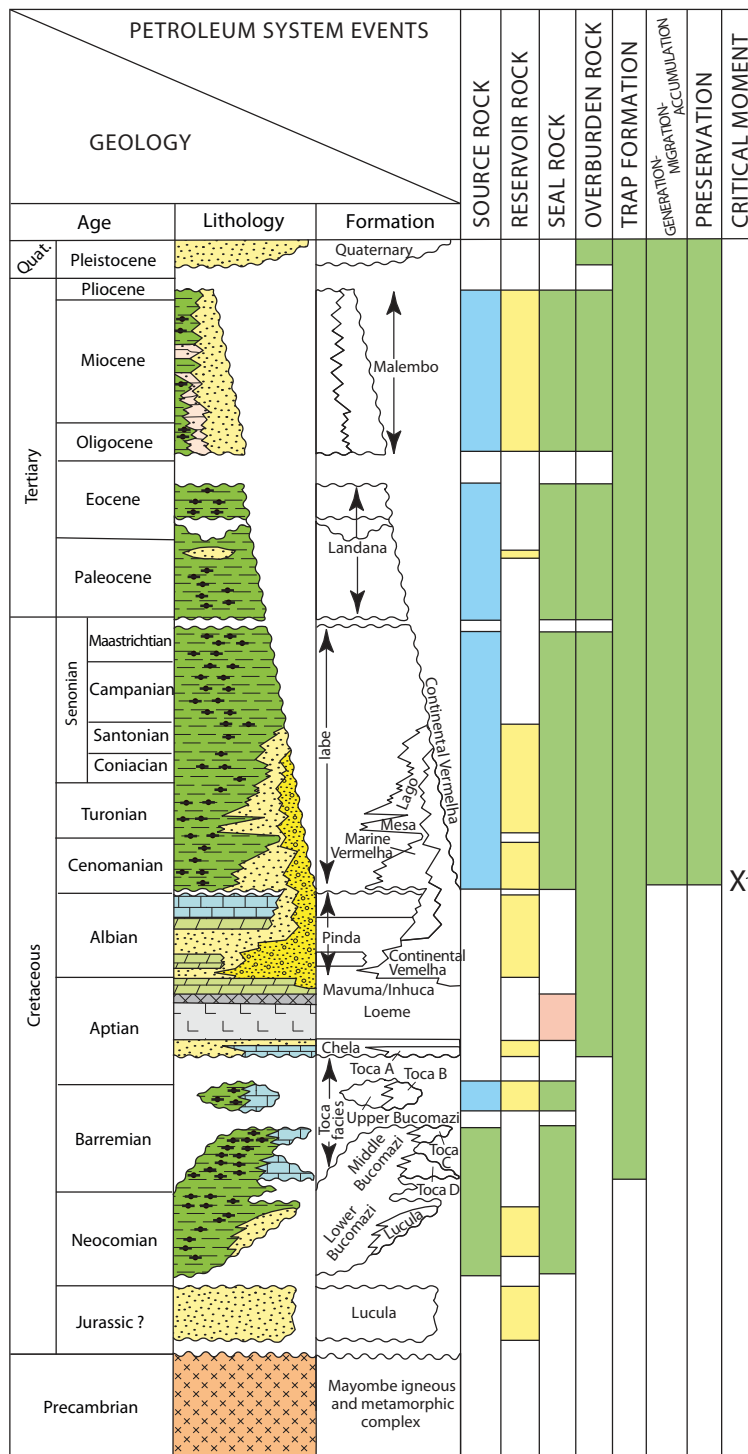 PETROLEUM SYSTEM EVENTS
GEOLOGY
SOURCE ROCK
RESERVOIR ROCK
SEAL ROCK
OVERBURDEN ROCK
TRAP FORMATION
GENERATION-
MIGRATION-
ACCUMULATION
PRESERVATION
CRITICAL MOMENT
Age
Lithology
Formation
Quat.
Pleistocene
Quaternary
Tertiary
Pliocene
Miocene
Malembo
Oligocene
Eocene
Landana
Paleocene
Cretaceous
Senonian
Maastrichtian
Campanian
Santonian
Coniacian
Iabe
Continental Vermelha
Lago
Turonian
Mesa
Marine
Vermelha
Cenomanian
X
Albian
Pinda
Continental
Vemelha
Mavuma/Inhuca
Aptian
Loeme
Chela
Toca A
Toca B
Toca
facies
Upper Bucomazi
Barremian
Middle
Bucomazi
Toca
C
Toca D
Neocomian
Lower
Bucomazi
Lucula
Jurassic ?
Lucula
Precambrian
Mayombe igneous
and metamorphic
complex